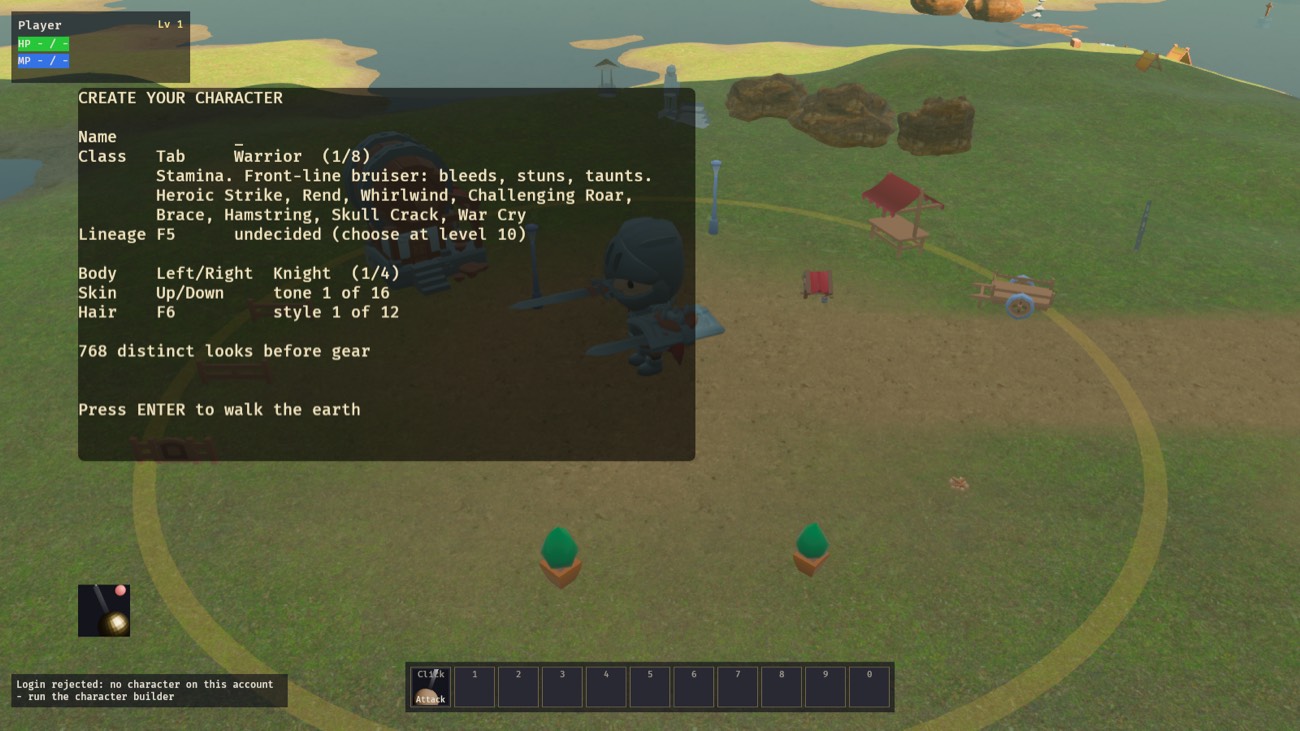 Player Lv 1
HP - / -
MP - / -
CREATE YOUR CHARACTER
Name _
Class Tab Warrior (1/8)
Stamina. Front-line bruiser: bleeds, stuns, taunts.
Heroic Strike, Rend, Whirlwind, Challenging Roar,
Brace, Hamstring, Skull Crack, War Cry
Lineage F5 undecided (choose at level 10)
Body Left/Right Knight (1/4)
Skin Up/Down tone 1 of 16
Hair F6 style 1 of 12
768 distinct looks before gear
Press ENTER to walk the earth
Login rejected: no character on this account
- run the character builder
Click 1 2 3 4 5 6 7 8 9 0
Attack